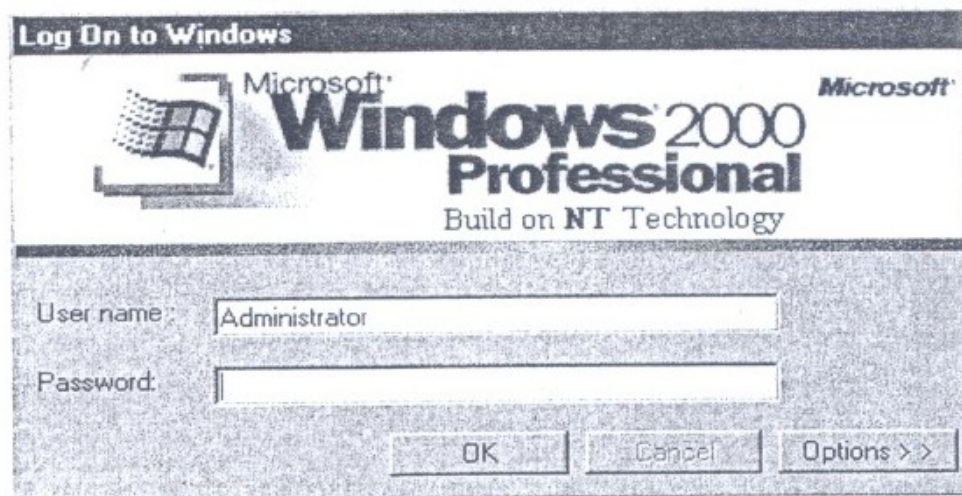 Log On to Windows
Microsoft
Microsoft
Windows 2000
Professional
Build on NT Technology
User name :
Administrator
Password:
OK
Cancel
Options > >